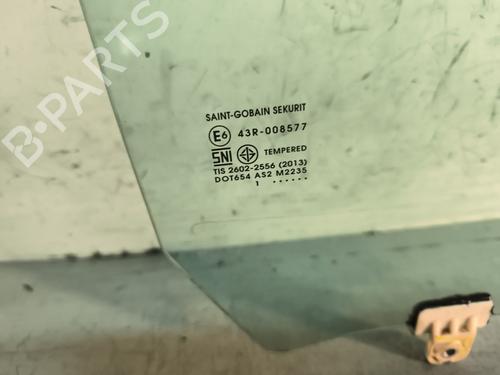 SAINT-GOBAIN SEKURIT
E6 43R-008577
SNI TEMPERED
TIS 2602-2556 (2013)
DOT654 AS2 M2235
1 ......
B-PARTS